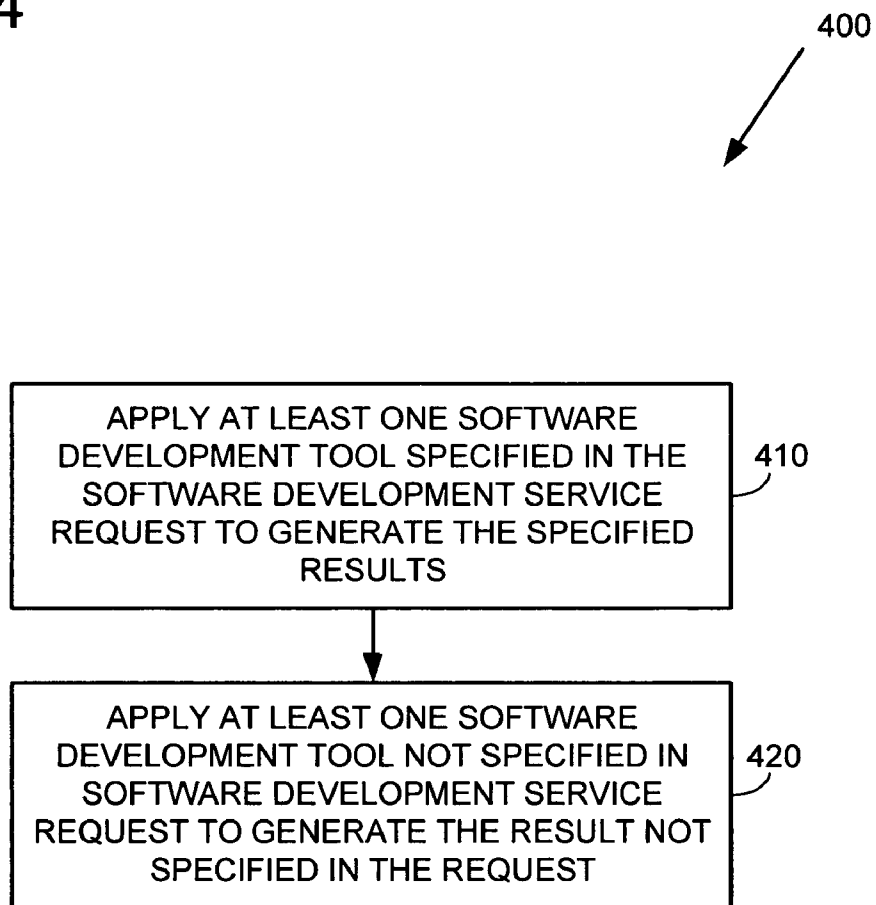 4
400
APPLY AT LEAST ONE SOFTWARE
DEVELOPMENT TOOL SPECIFIED IN THE
SOFTWARE DEVELOPMENT SERVICE
REQUEST TO GENERATE THE SPECIFIED
RESULTS
410
APPLY AT LEAST ONE SOFTWARE
DEVELOPMENT TOOL NOT SPECIFIED IN
SOFTWARE DEVELOPMENT SERVICE
REQUEST TO GENERATE THE RESULT NOT
SPECIFIED IN THE REQUEST
420